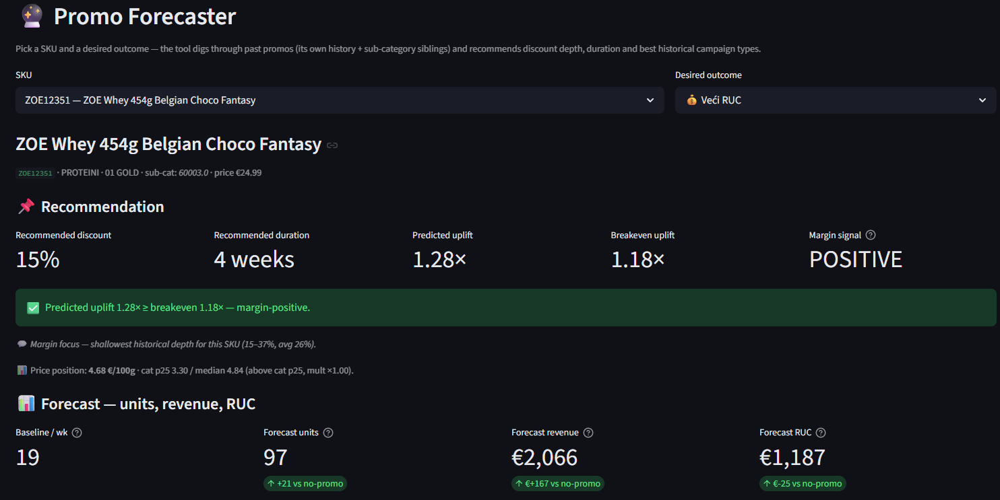 Promo Forecaster
Pick a SKU and a desired outcome — the tool digs through past promos (its own history + sub-category siblings) and recommends discount depth, duration and best historical campaign types.
SKU
Desired outcome
ZOE12351 — ZOE Whey 454g Belgian Choco Fantasy
Veći RUC
ZOE Whey 454g Belgian Choco Fantasy
ZOE12351 · PROTEINI · 01 GOLD · sub-cat: 60003.0 · price €24.99
Recommendation
Recommended discount
Recommended duration
Predicted uplift
Breakeven uplift
Margin signal
15%
4 weeks
1.28×
1.18×
POSITIVE
Predicted uplift 1.28× ≥ breakeven 1.18× — margin-positive.
Margin focus — shallowest historical depth for this SKU (15–37%, avg 26%).
Price position: 4.68 €/100g · cat p25 3.30 / median 4.84 (above cat p25, mult ×1.00).
Forecast — units, revenue, RUC
Baseline / wk
Forecast units
Forecast revenue
Forecast RUC
19
97
€2,066
€1,187
↑ +21 vs no-promo
↑ €+167 vs no-promo
↑ €-25 vs no-promo